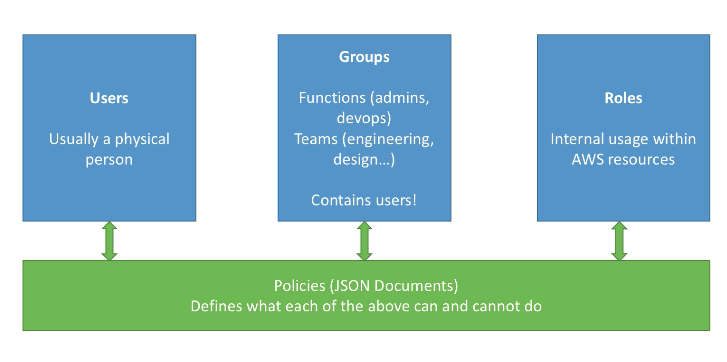 Users
Usually a physical
person
Groups
Functions (admins,
devops)
Teams (engineering,
design…)
Contains users!
Roles
Internal usage within
AWS resources
Policies (JSON Documents)
Defines what each of the above can and cannot do